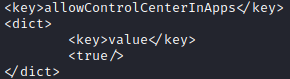 <key>allowControlCenterInApps</key>
<dict>
        <key>value</key>
        <true/>
</dict>